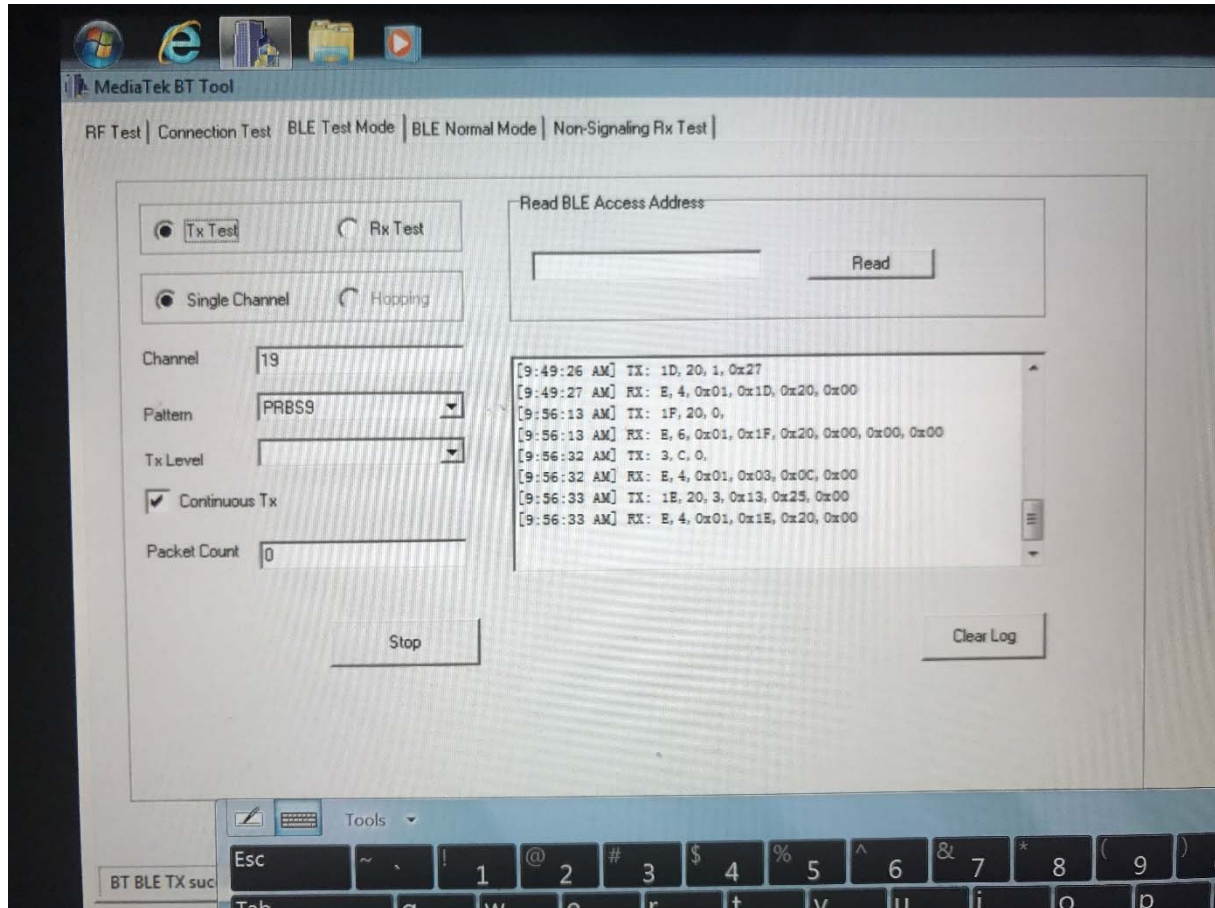 MediaTek BT Tool
RF Test Connection Test BLE Test Mode BLE Normal Mode Non-Signaling Rx Test
Tx Test Rx Test
Single Channel Hopping
Channel 19
Pattern PRBS9
Tx Level
Continuous Tx
Packet Count 0
Stop
Read BLE Access Address
Read
[9:49:26 AM] TX: 1D, 20, 1, 0x27
[9:49:27 AM] RX: E, 4, 0x01, 0x1D, 0x20, 0x00
[9:56:13 AM] TX: 1F, 20, 0,
[9:56:13 AM] RX: E, 6, 0x01, 0x1F, 0x20, 0x00, 0x00, 0x00
[9:56:32 AM] TX: 3, C, 0,
[9:56:32 AM] RX: E, 4, 0x01, 0x03, 0x0C, 0x00
[9:56:33 AM] TX: 1E, 20, 3, 0x13, 0x25, 0x00
[9:56:33 AM] RX: E, 4, 0x01, 0x1E, 0x20, 0x00
Clear Log
Tools
Esc ~ ` ! 1 @ 2 # 3 $ 4 % 5 ^ 6 & 7 * 8 ( 9 )
BT BLE TX suc
Tab q w e r t y u i o p